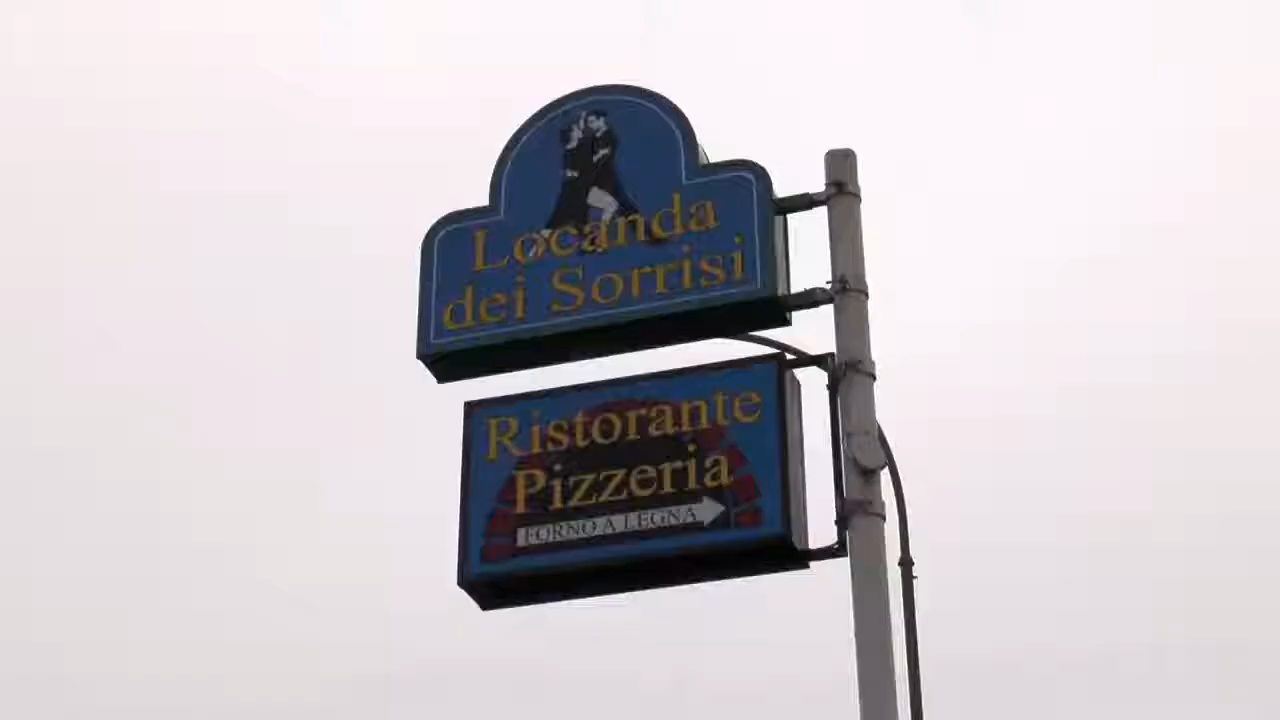 Locanda
dei Sorrisi
Ristorante
Pizzeria
FORNO A LEGNA